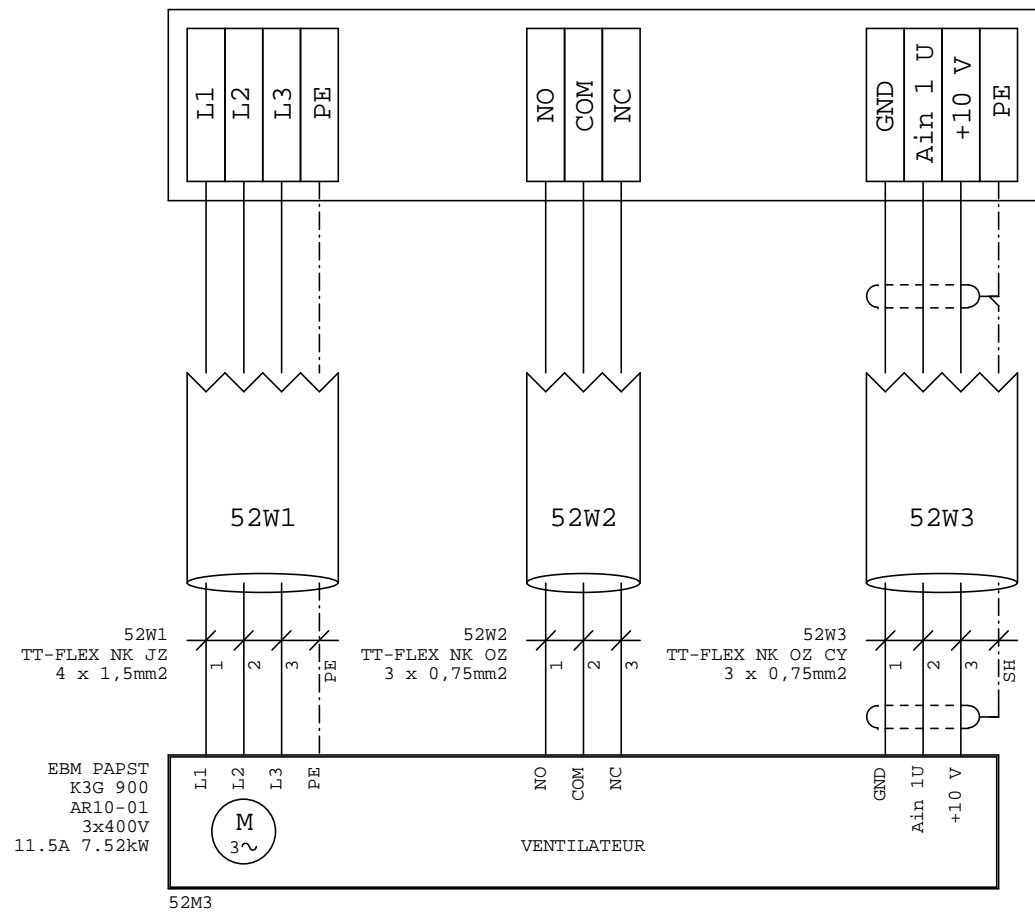 L1 L2 L3 PE
NO COM NC
GND Ain 1 U +10 V PE
52W1
52W2
52W3
52W1
TT-FLEX NK JZ
4 x 1,5mm2
1 2 3 PE
52W2
TT-FLEX NK OZ
3 x 0,75mm2
1 2 3
52W3
TT-FLEX NK OZ CY
3 x 0,75mm2
1 2 3 SH
EBM PAPST
K3G 900
AR10-01
3x400V
11.5A 7.52kW
L1 L2 L3 PE
M
3~
NO COM NC
VENTILATEUR
GND Ain 1U +10 V
52M3